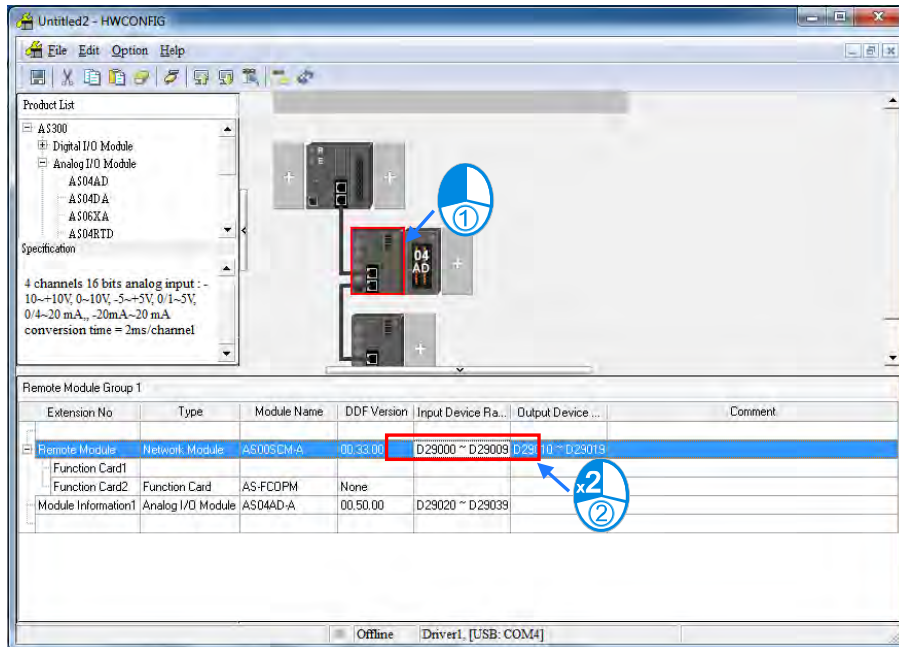 Untitled2 - HWCONFIG
File Edit Option Help
Product List
AS300
Digital I/O Module
Analog I/O Module
AS04AD
AS04DA
AS06XA
AS04RTD
Specification
4 channels 16 bits analog input : -
10~+10V, 0~10V, -5~+5V, 0/1~5V,
0/4~20 mA,, -20mA~20 mA
conversion time = 2ms/channel
R
E
04
AD
①
Remote Module Group 1
Extension No Type Module Name DDF Version Input Device Ra... Output Device ... Comment
Remote Module Network Module AS00SCM-A 00.33.00 D29000 ~ D29009 D29010 ~ D29019
Function Card1
Function Card2 Function Card AS-FCOPM None
Module Information1 Analog I/O Module AS04AD-A 00.50.00 D29020 ~ D29039
x2
②
Offline Driver1, [USB: COM4]